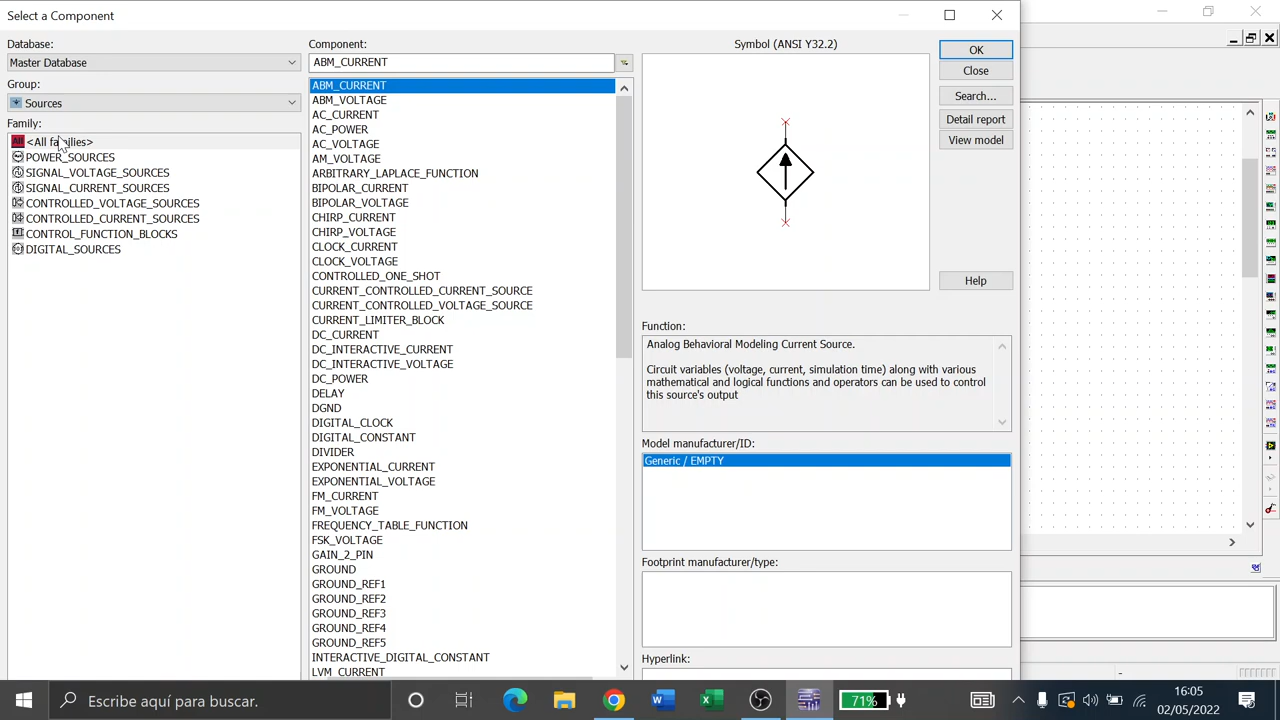 Select a Component
Database:
Master Database
Group:
Sources
Family:
All <All families>
POWER_SOURCES
SIGNAL_VOLTAGE_SOURCES
SIGNAL_CURRENT_SOURCES
CONTROLLED_VOLTAGE_SOURCES
CONTROLLED_CURRENT_SOURCES
CONTROL_FUNCTION_BLOCKS
DIGITAL_SOURCES
Component:
ABM_CURRENT
ABM_CURRENT
ABM_VOLTAGE
AC_CURRENT
AC_POWER
AC_VOLTAGE
AM_VOLTAGE
ARBITRARY_LAPLACE_FUNCTION
BIPOLAR_CURRENT
BIPOLAR_VOLTAGE
CHIRP_CURRENT
CHIRP_VOLTAGE
CLOCK_CURRENT
CLOCK_VOLTAGE
CONTROLLED_ONE_SHOT
CURRENT_CONTROLLED_CURRENT_SOURCE
CURRENT_CONTROLLED_VOLTAGE_SOURCE
CURRENT_LIMITER_BLOCK
DC_CURRENT
DC_INTERACTIVE_CURRENT
DC_INTERACTIVE_VOLTAGE
DC_POWER
DELAY
DGND
DIGITAL_CLOCK
DIGITAL_CONSTANT
DIVIDER
EXPONENTIAL_CURRENT
EXPONENTIAL_VOLTAGE
FM_CURRENT
FM_VOLTAGE
FREQUENCY_TABLE_FUNCTION
FSK_VOLTAGE
GAIN_2_PIN
GROUND
GROUND_REF1
GROUND_REF2
GROUND_REF3
GROUND_REF4
GROUND_REF5
INTERACTIVE_DIGITAL_CONSTANT
LVM_CURRENT
Symbol (ANSI Y32.2)
OK
Close
Search...
Detail report
View model
Help
Function:
Analog Behavioral Modeling Current Source.
Circuit variables (voltage, current, simulation time) along with various
mathematical and logical functions and operators can be used to control
this source's output
Model manufacturer/ID:
Generic / EMPTY
Footprint manufacturer/type:
Hyperlink:
Escribe aquí para buscar.
71%
16:05
02/05/2022